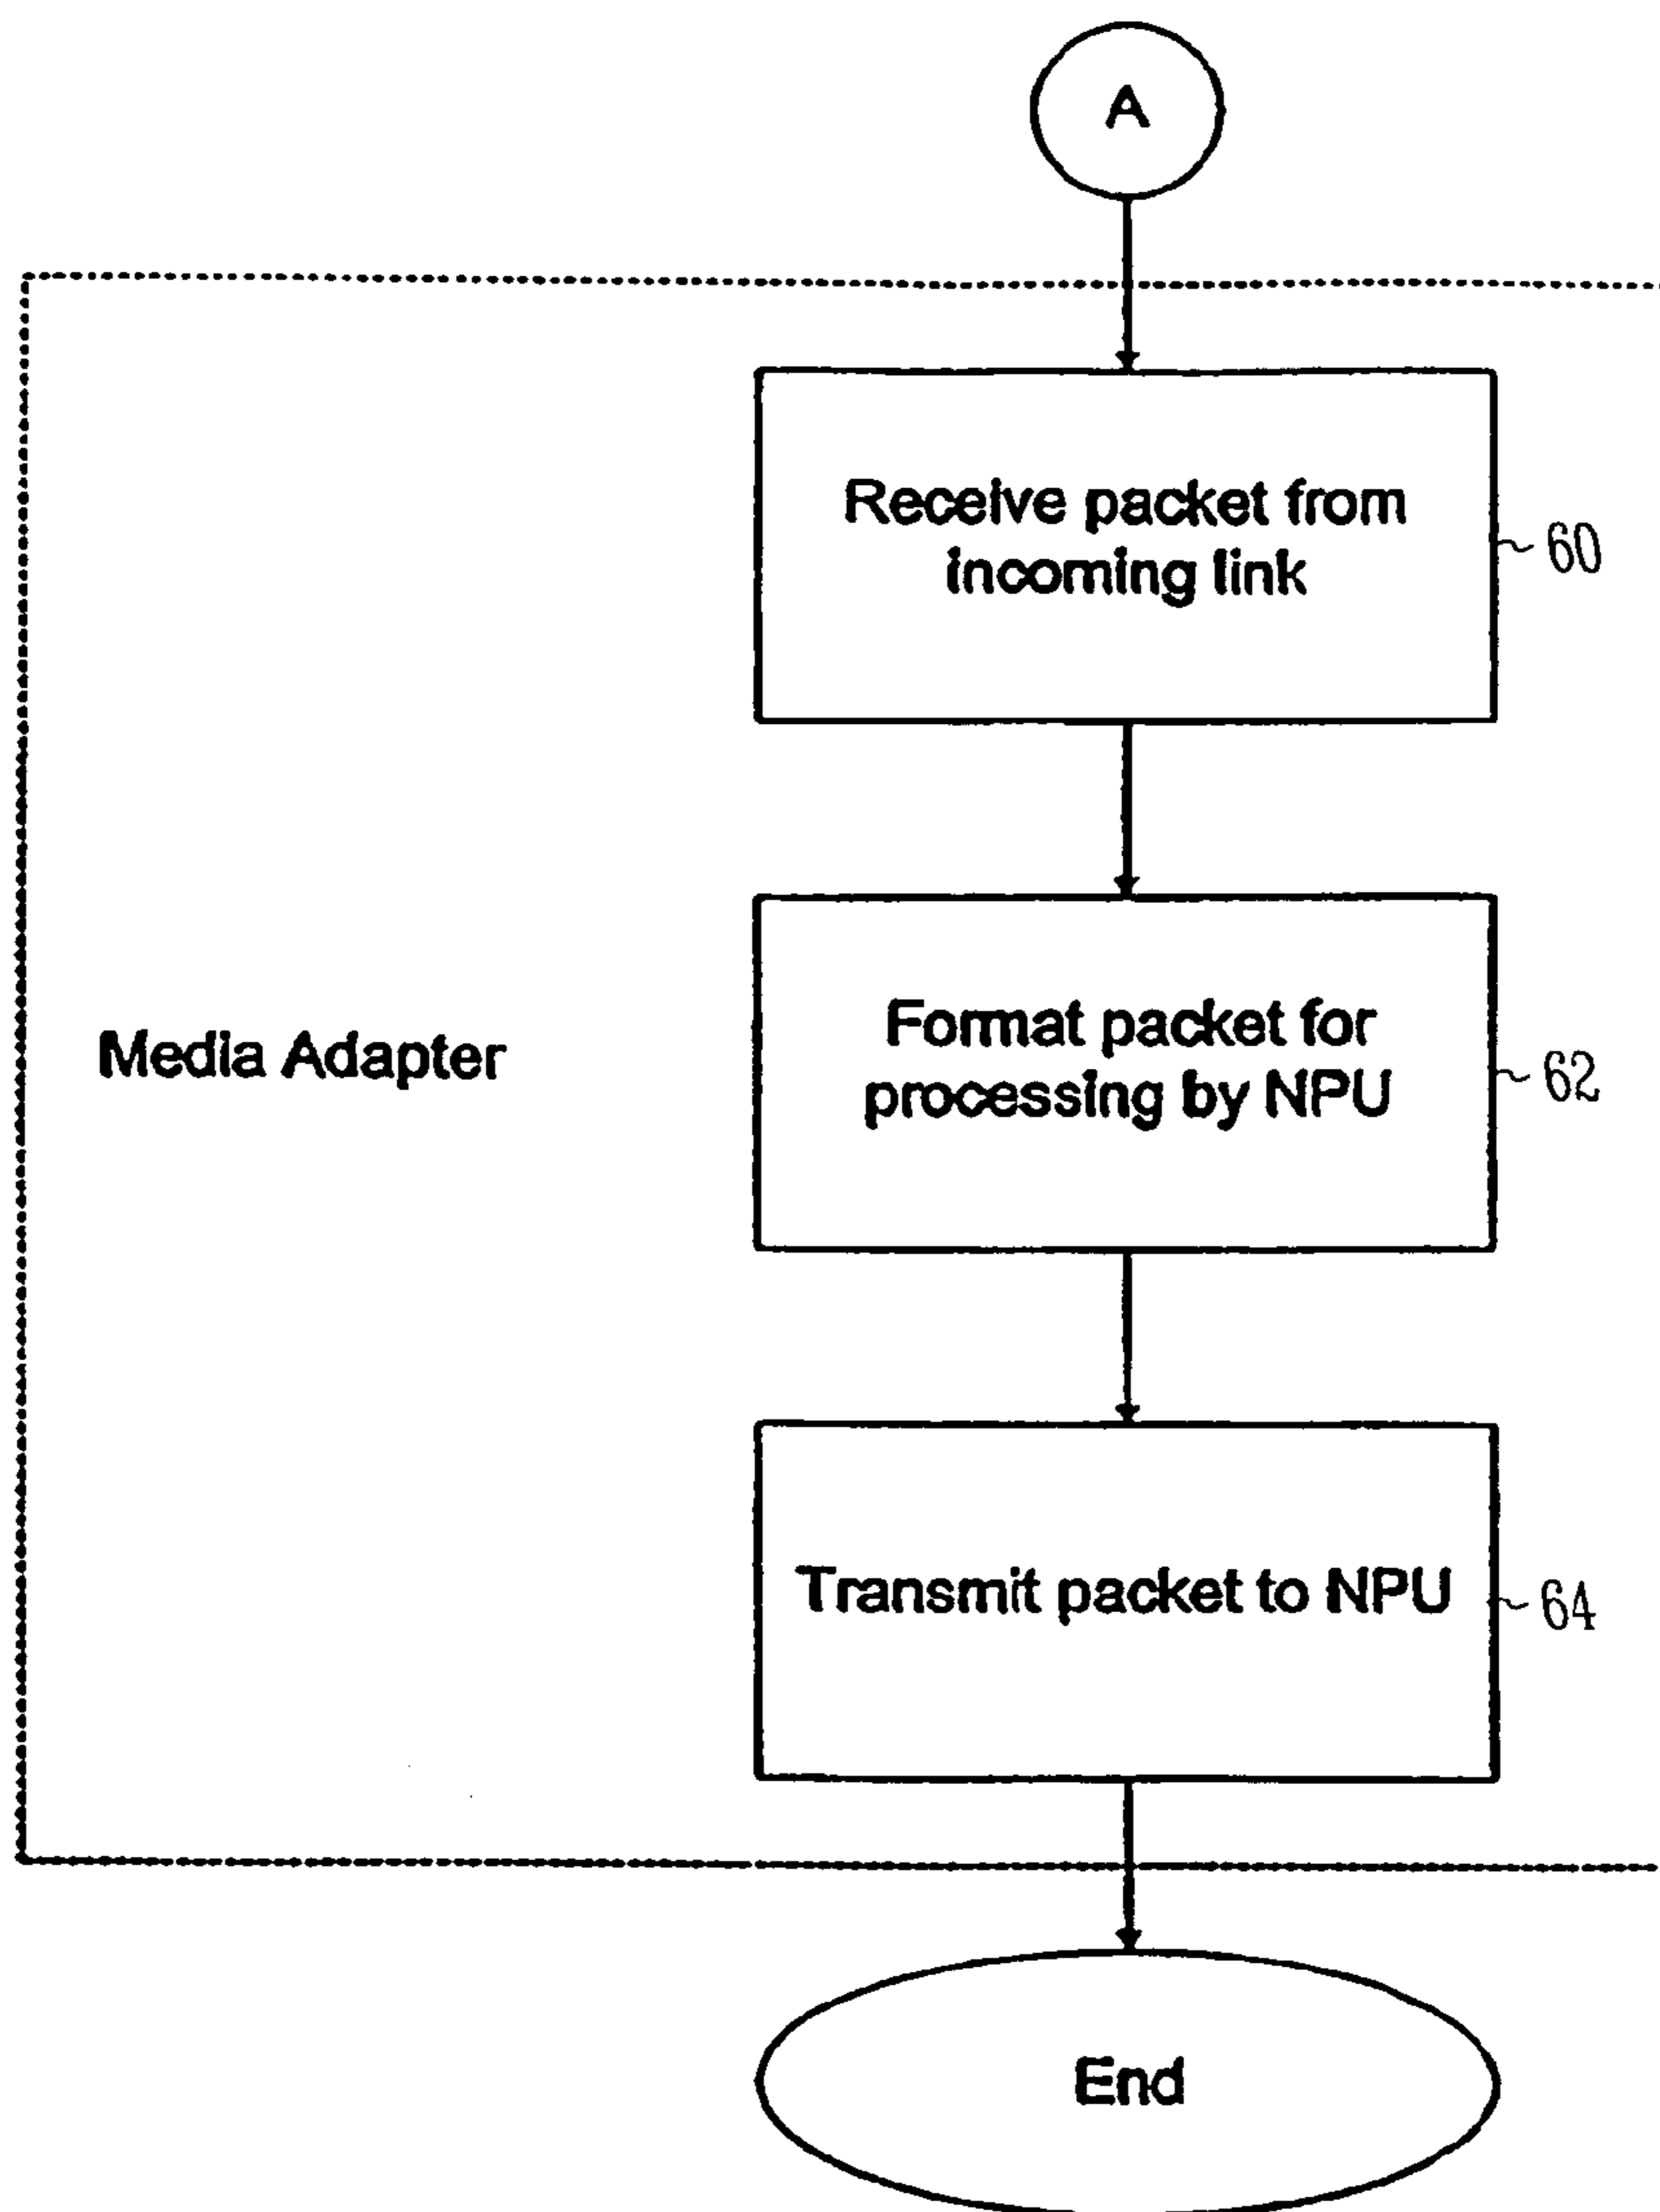 A
Receive packet from
incoming link
60
Format packet for
processing by NPU
62
Media Adapter
Transmit packet to NPU
64
End